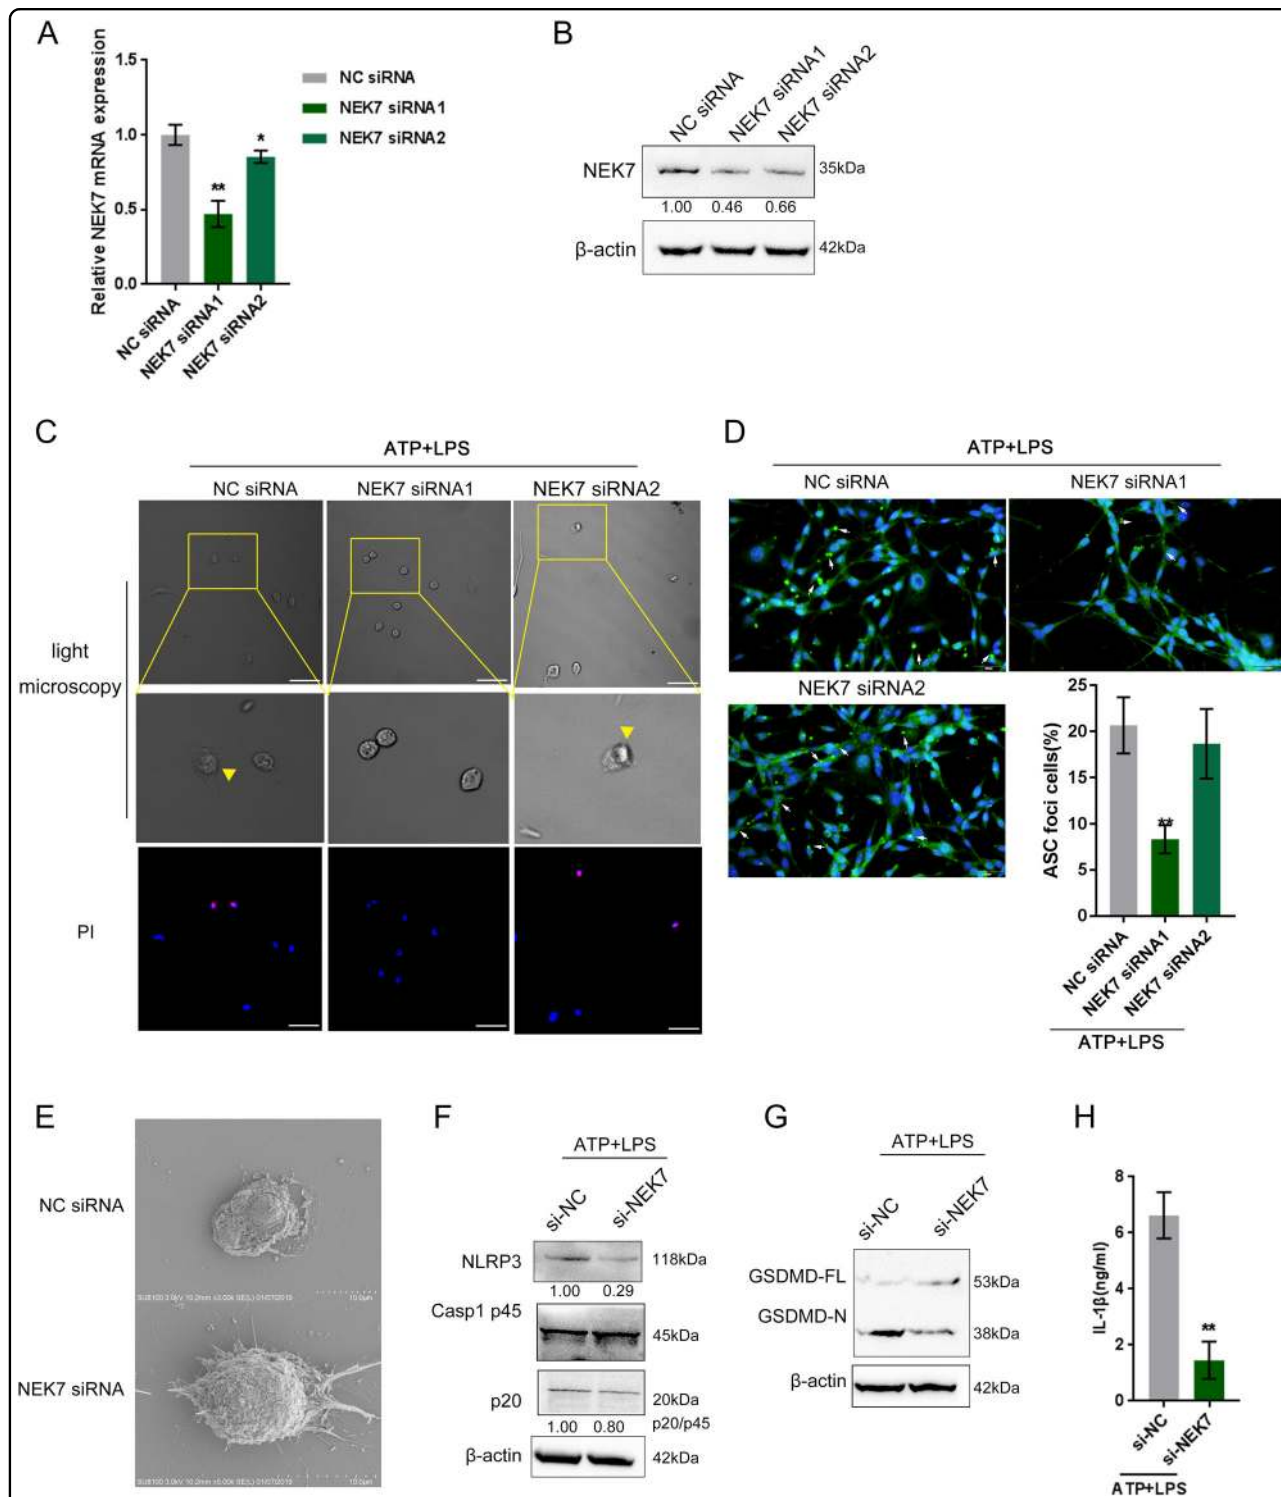 A
Relative NEK7 mRNA expression
1.5
1.0
0.5
0.0
**
*
NC siRNA
NEK7 siRNA1
NEK7 siRNA2
NC siRNA
NEK7 siRNA1
NEK7 siRNA2
B
NC siRNA
NEK7 siRNA1
NEK7 siRNA2
NEK7
35kDa
1.00 0.46 0.66
β-actin
42kDa
C
ATP+LPS
NC siRNA NEK7 siRNA1 NEK7 siRNA2
light
microscopy
PI
D
ATP+LPS
NC siRNA NEK7 siRNA1
NEK7 siRNA2
ASC foci cells(%)
25
20
15
10
5
0
**
NC siRNA
NEK7 siRNA1
NEK7 siRNA2
ATP+LPS
E
NC siRNA
NEK7 siRNA
F
ATP+LPS
si-NC
si-NEK7
NLRP3
118kDa
1.00 0.29
Casp1 p45
45kDa
p20
20kDa
1.00 0.80 p20/p45
β-actin
42kDa
G
ATP+LPS
si-NC
si-NEK7
GSDMD-FL
53kDa
GSDMD-N
38kDa
β-actin
42kDa
H
IL-1β(ng/ml)
8
6
4
2
0
**
si-NC
si-NEK7
ATP+LPS